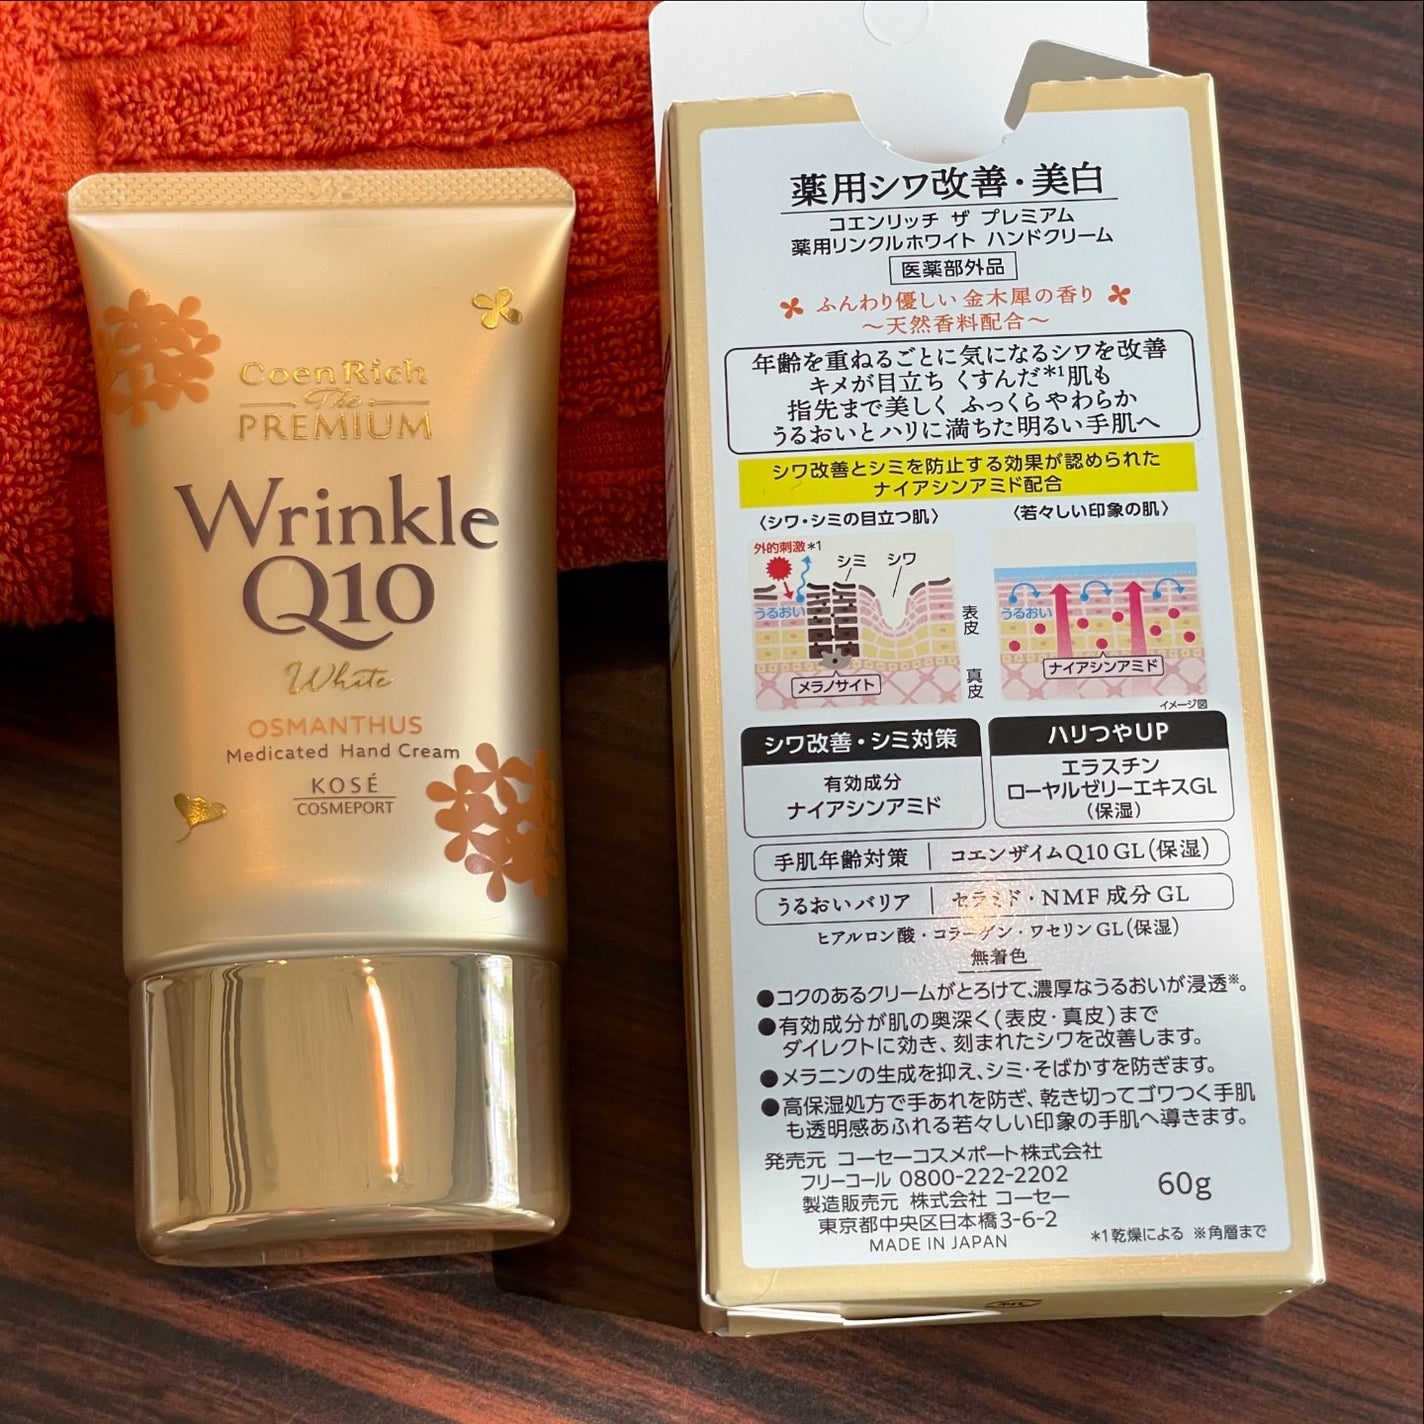 Coen Rich
The
PREMIUM
Wrinkle
Q10
White
OSMANTHUS
Medicated Hand Cream
KOSÉ
COSMEPORT
薬用シワ改善・美白
コエンリッチ ザ プレミアム
薬用リンクルホワイト ハンドクリーム
医薬部外品
ふんわり優しい 金木犀の香り
～天然香料配合～
年齢を重ねるごとに気になるシワを改善
キメが目立ち くすんだ*1肌も
指先まで美しく ふっくらやわらか
うるおいとハリに満ちた明るい手肌へ
シワ改善とシミを防止する効果が認められた
ナイアシンアミド配合
〈シワ・シミの目立つ肌〉
外的刺激*1
シミ
シワ
うるおい
メラノサイト
表皮
真皮
〈若々しい印象の肌〉
うるおい
ナイアシンアミド
イメージ図
シワ改善・シミ対策
有効成分
ナイアシンアミド
ハリつやUP
エラスチン
ローヤルゼリーエキスGL
(保湿)
手肌年齢対策 | コエンザイムQ10 GL(保湿)
うるおいバリア | セラミド・NMF 成分 GL
ヒアルロン酸・コラーゲン・ワセリン GL(保湿)
無着色
●コクのあるクリームがとろけて、濃厚なうるおいが浸透※。
●有効成分が肌の奥深く(表皮・真皮)まで
ダイレクトに効き、刻まれたシワを改善します。
●メラニンの生成を抑え、シミ・そばかすを防ぎます。
●高保湿処方で手あれを防ぎ、乾き切ってゴワつく手肌
も透明感あふれる若々しい印象の手肌へ導きます。
発売元 コーセーコスメポート株式会社
フリーコール 0800-222-2202
製造販売元 株式会社 コーセー
東京都中央区日本橋3-6-2
MADE IN JAPAN
60g
*1乾燥による ※角層まで